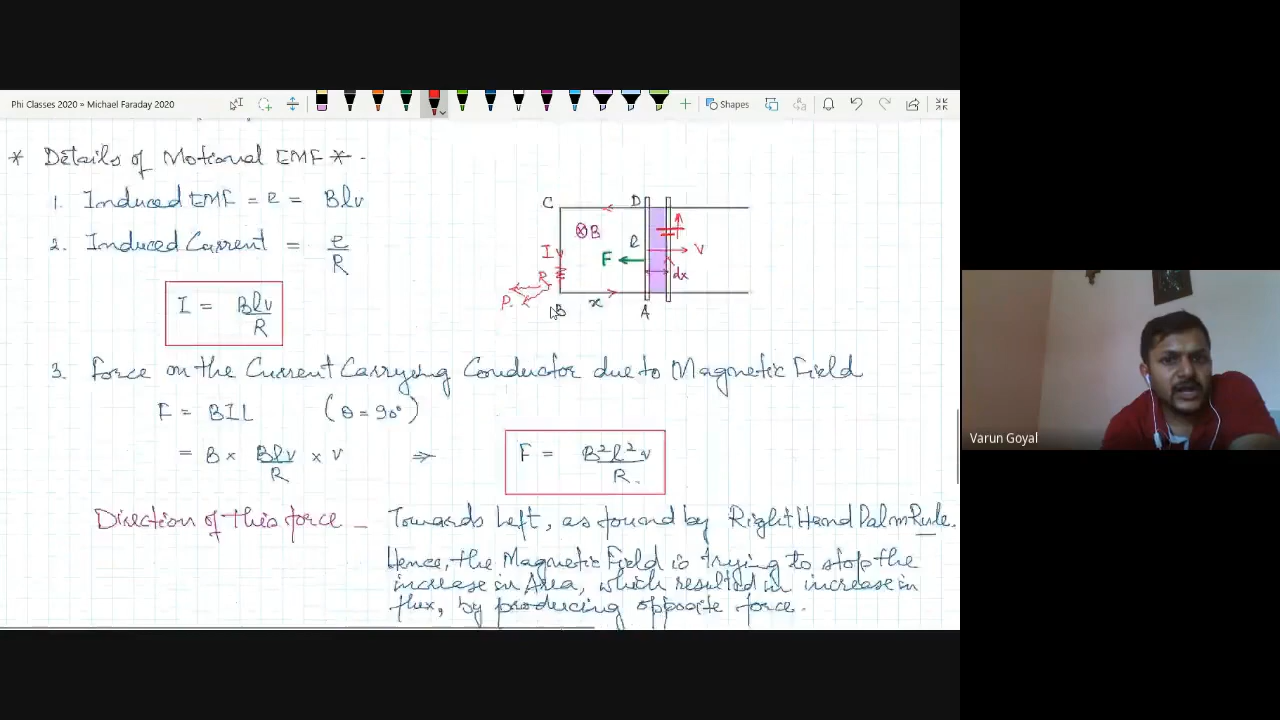 Phi Classes 2020 » Michael Faraday 2020
Shapes
* Details of Motional EMF * -
1. Induced EMF = e = Blv
2. Induced Current = e/R
I = Blv/R
C D
⊗B
I
l
F
V
R
dx
P.
B x A
3. Force on the Current Carrying Conductor due to Magnetic Field
F = BIL (θ = 90°)
= B × Blv/R × v ⇒ F = B²l²v/R.
Direction of this force - Towards Left, as found by Right Hand Palm Rule.
Hence, the Magnetic Field is trying to stop the
increase in Area, which resulted in increase in
flux, by producing opposite force.
Varun Goyal